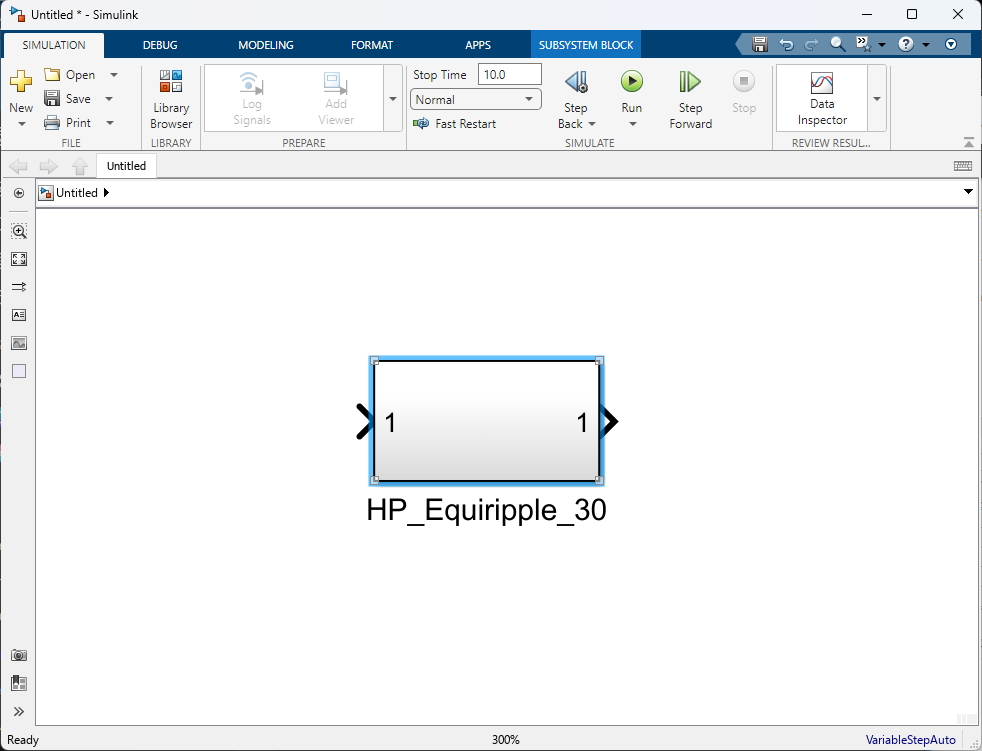 Untitled * - Simulink
SIMULATION DEBUG MODELING FORMAT APPS SUBSYSTEM BLOCK
New
Open
Save
Print
FILE
Library
Browser
LIBRARY
Log
Signals
Add
Viewer
PREPARE
Stop Time 10.0
Normal
Fast Restart
Step
Back
Run
Step
Forward
Stop
SIMULATE
Data
Inspector
REVIEW RESUL...
Untitled
Untitled
1 1
HP_Equiripple_30
Ready 300% VariableStepAuto